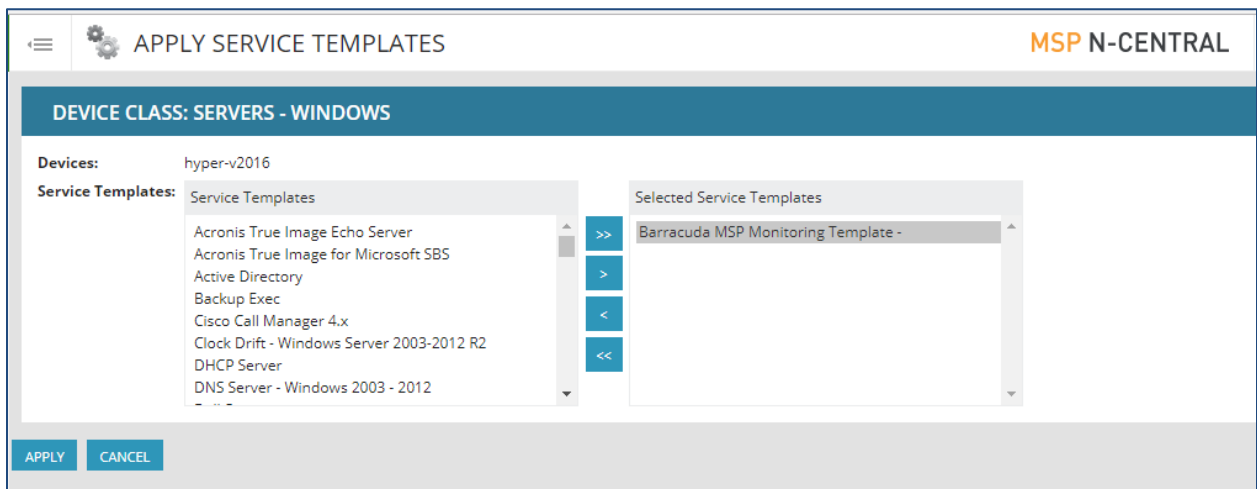 APPLY SERVICE TEMPLATES
MSP N-CENTRAL
DEVICE CLASS: SERVERS - WINDOWS
Devices: hyper-v2016
Service Templates:
Service Templates
Selected Service Templates
Acronis True Image Echo Server
Acronis True Image for Microsoft SBS
Active Directory
Backup Exec
Cisco Call Manager 4.x
Clock Drift - Windows Server 2003-2012 R2
DHCP Server
DNS Server - Windows 2003 - 2012
>>
>
<
<<
Barracuda MSP Monitoring Template -
APPLY
CANCEL